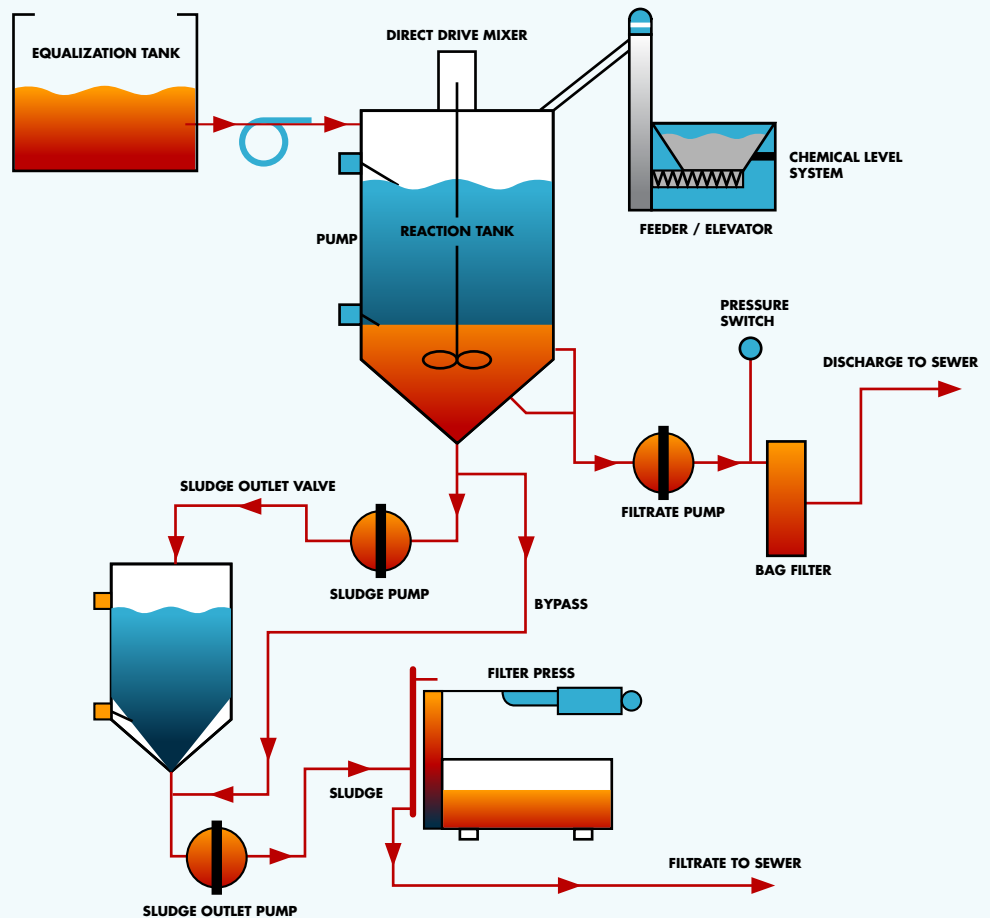 EQUALIZATION TANK
DIRECT DRIVE MIXER
CHEMICAL LEVEL
SYSTEM
FEEDER / ELEVATOR
PUMP
REACTION TANK
PRESSURE
SWITCH
DISCHARGE TO SEWER
SLUDGE OUTLET VALVE
FILTRATE PUMP
BAG FILTER
SLUDGE PUMP
BYPASS
FILTER PRESS
SLUDGE
FILTRATE TO SEWER
SLUDGE OUTLET PUMP